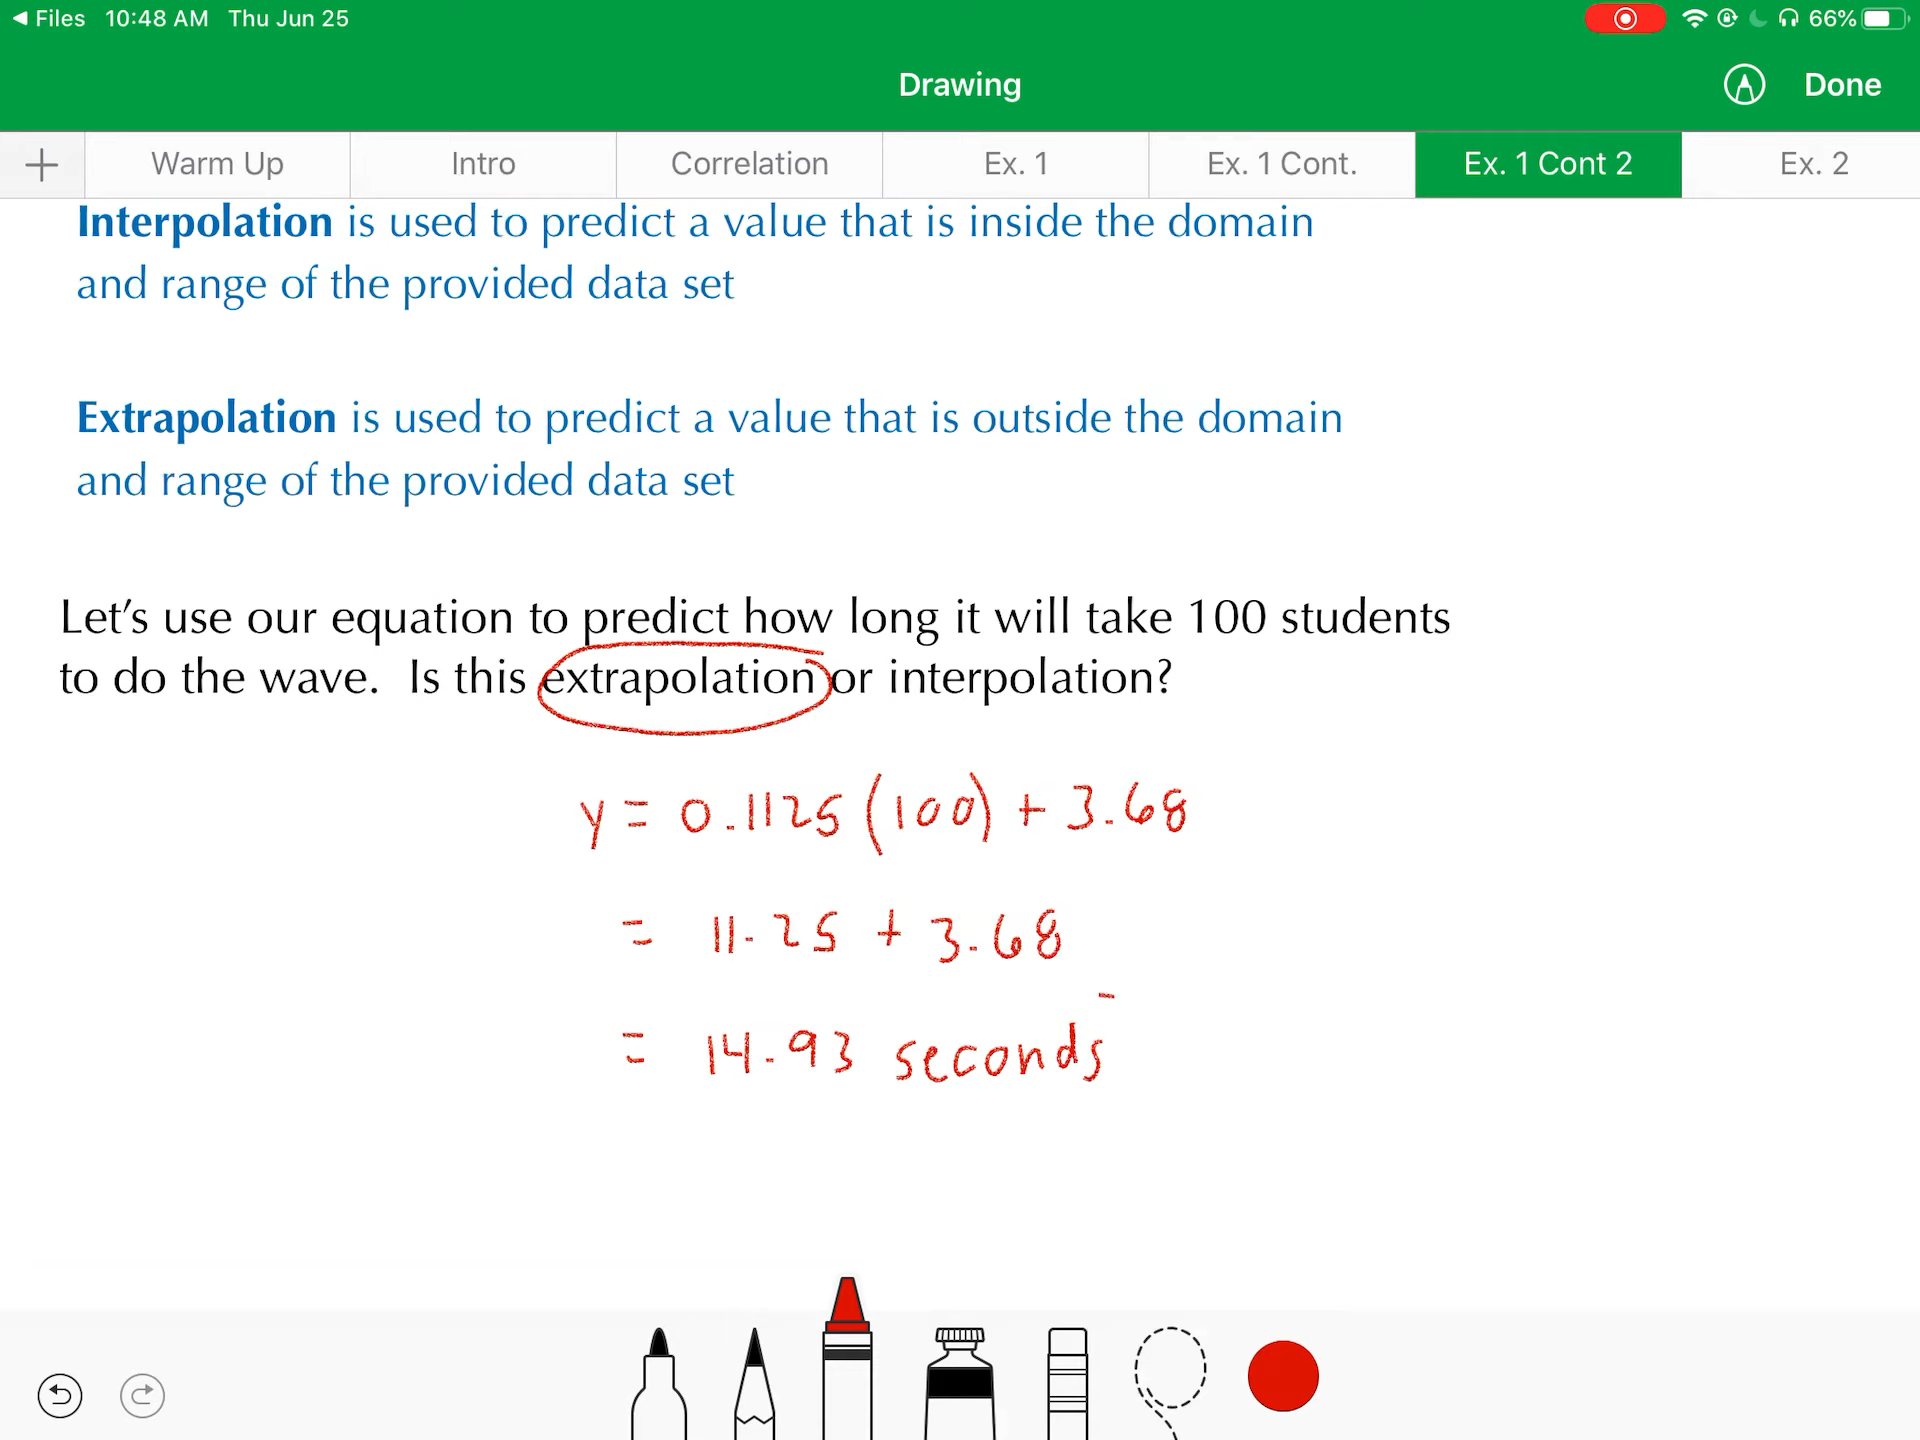 Files 10:48 AM Thu Jun 25 66%
Drawing Done
Warm Up Intro Correlation Ex. 1 Ex. 1 Cont. Ex. 1 Cont 2 Ex. 2
Interpolation is used to predict a value that is inside the domain
and range of the provided data set
Extrapolation is used to predict a value that is outside the domain
and range of the provided data set
Let’s use our equation to predict how long it will take 100 students
to do the wave. Is this extrapolation or interpolation?
y = 0.1125 (100) + 3.68
= 11.25 + 3.68
= 14.93 seconds